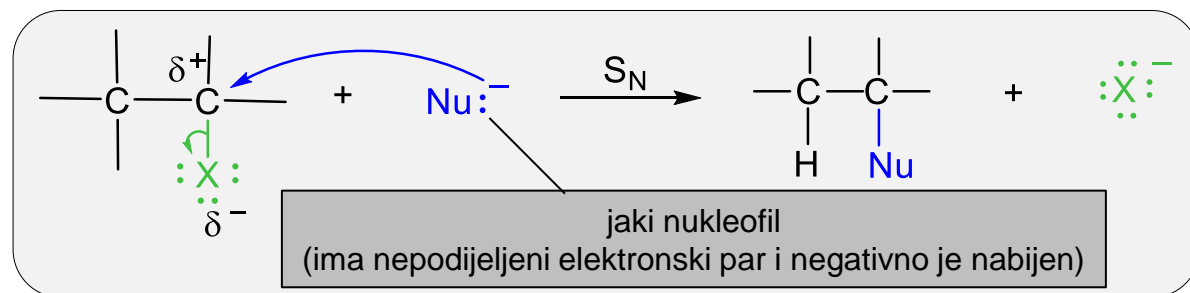 δ+ + Nu:− SN + :X:−
C C C C
X H Nu
δ−
jaki nukleofil
(ima nepodijeljeni elektronski par i negativno je nabijen)